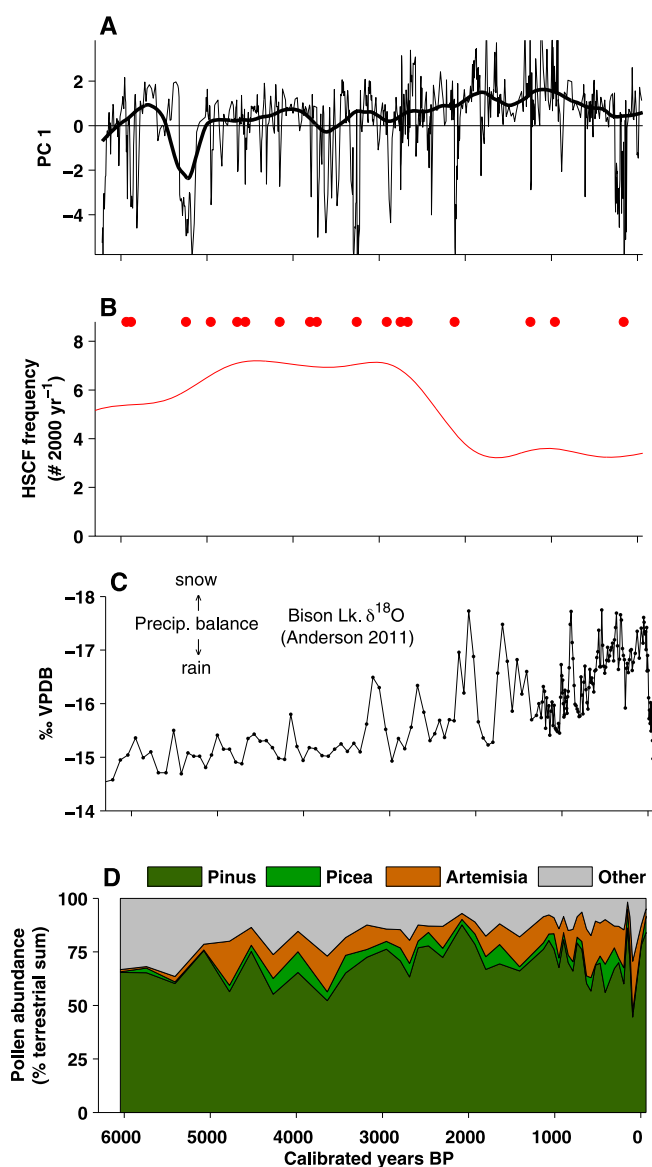 A
2
0
−2
−4
PC 1
B
8
6
4
2
0
HSCF frequency
(# 2000 yr⁻¹)
C
snow
Precip. balance
rain
Bison Lk. δ¹⁸O
(Anderson 2011)
−18
−17
−16
−15
−14
‰ VPDB
D
Pinus Picea Artemisia Other
100
75
50
25
0
Pollen abundance
(% terrestrial sum)
6000 5000 4000 3000 2000 1000 0
Calibrated years BP